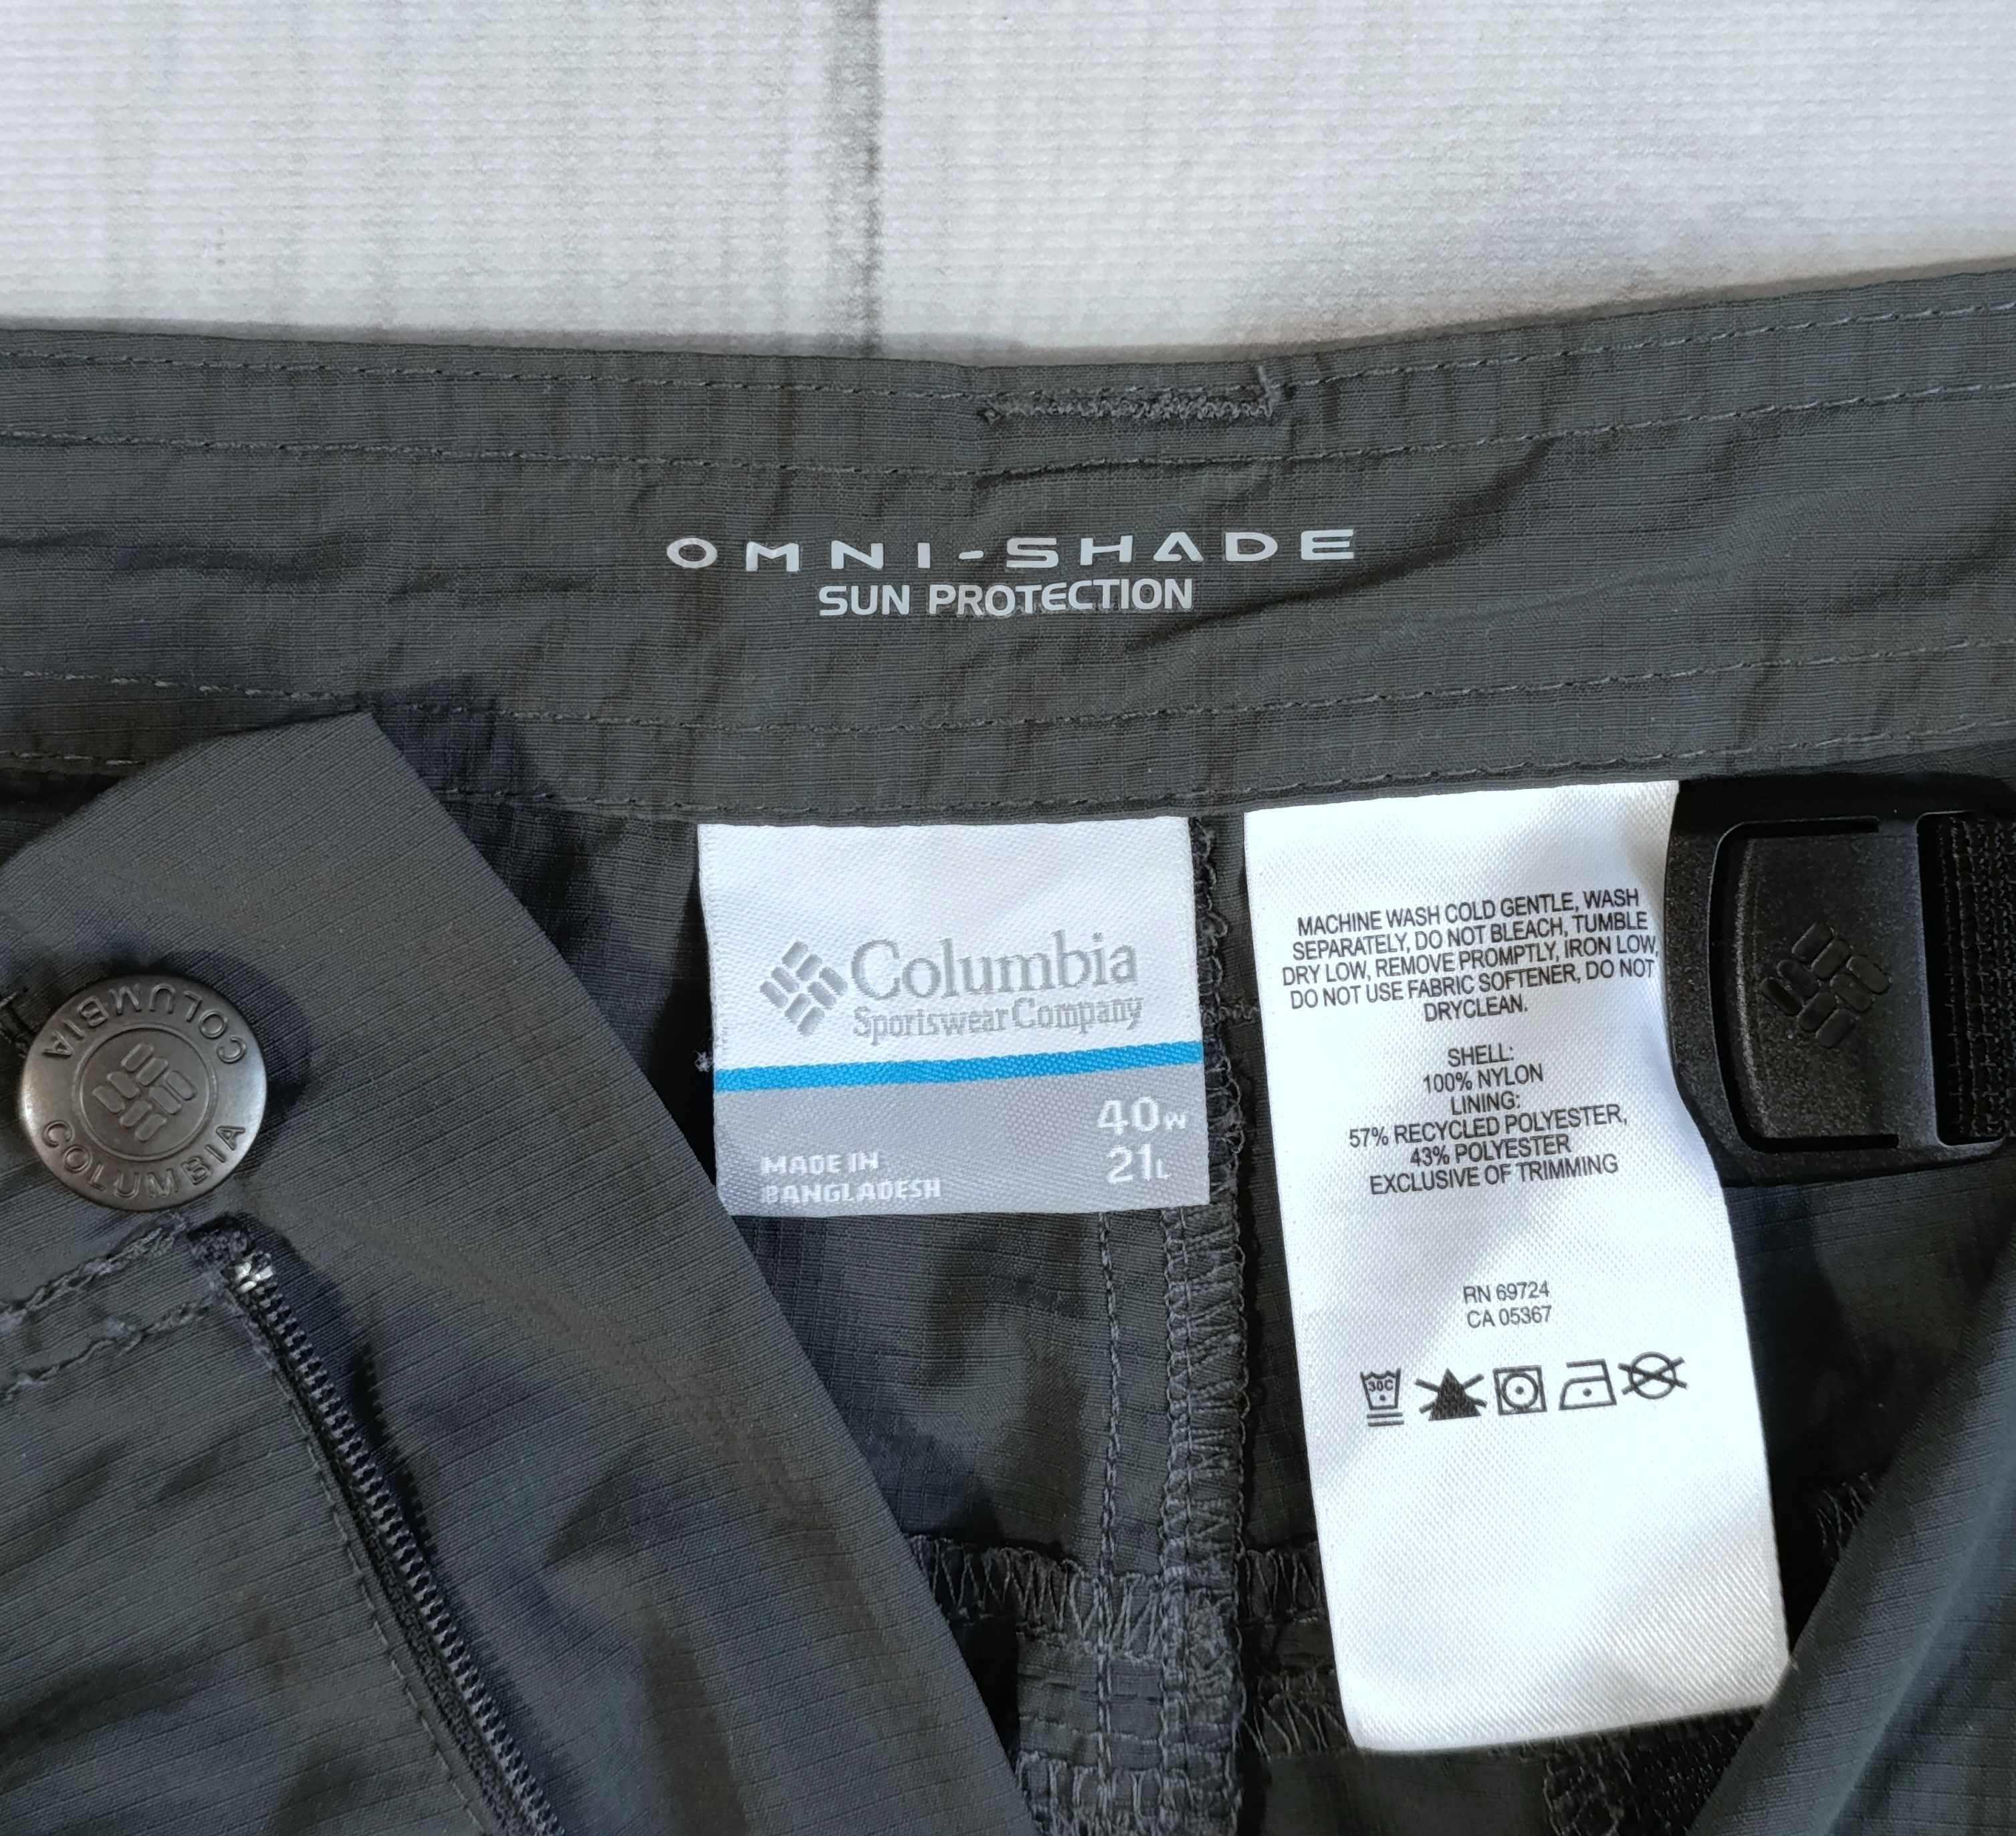 OMNI-SHADE
SUN PROTECTION
Columbia
Sportswear Company
40W
21L
MADE IN
BANGLADESH
MACHINE WASH COLD GENTLE, WASH
SEPARATELY, DO NOT BLEACH, TUMBLE
DRY LOW, REMOVE PROMPTLY, IRON LOW,
DO NOT USE FABRIC SOFTENER, DO NOT
DRYCLEAN.
SHELL:
100% NYLON
LINING:
57% RECYCLED POLYESTER,
43% POLYESTER
EXCLUSIVE OF TRIMMING
RN 69724
CA 05367
30C
COLUMBIA
COLUMBIA